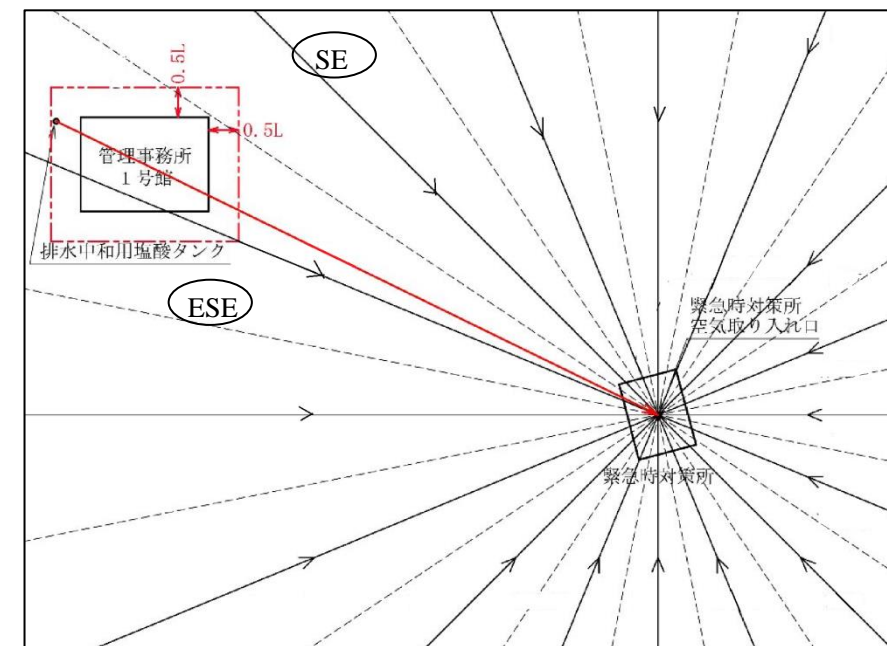 SE
0.5L
0.5L
管理事務所
1号館
排水中和用塩酸タンク
ESE
緊急時対策所
空気取り入れ口
緊急時対策所